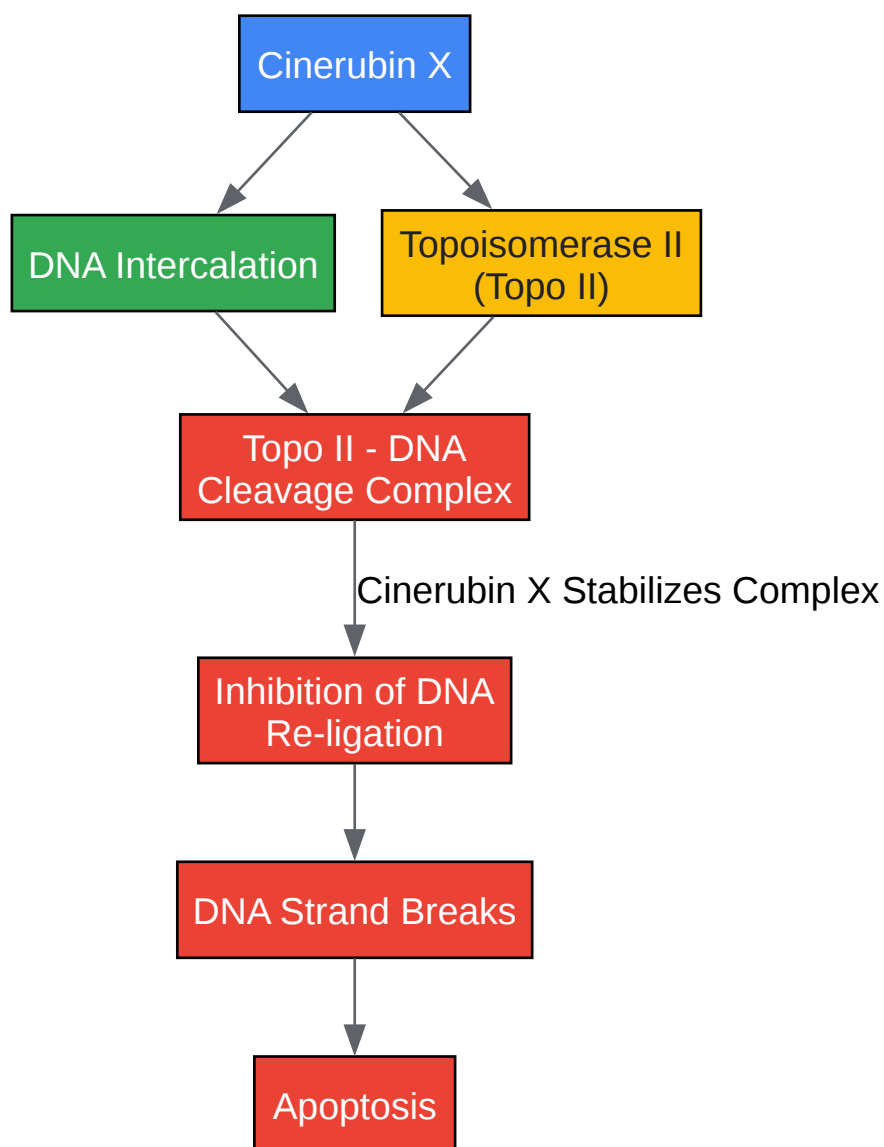 Cinerubin X
DNA Intercalation
Topoisomerase II
(Topo II)
Topo II - DNA
Cleavage Complex
Cinerubin X Stabilizes Complex
Inhibition of DNA
Re-ligation
DNA Strand Breaks
Apoptosis